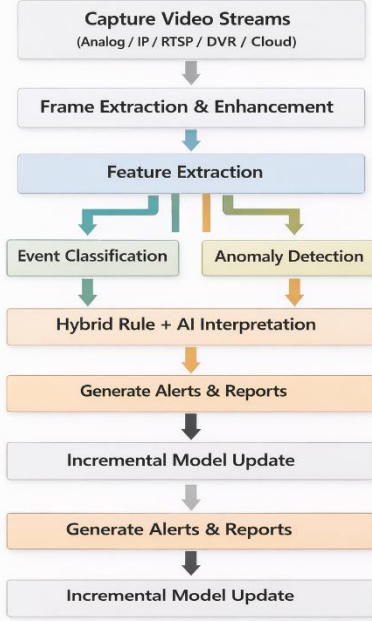 Capture Video Streams
(Analog / IP / RTSP / DVR / Cloud)
Frame Extraction & Enhancement
Feature Extraction
Event Classification
Anomaly Detection
Hybrid Rule + AI Interpretation
Generate Alerts & Reports
Incremental Model Update
Generate Alerts & Reports
Incremental Model Update